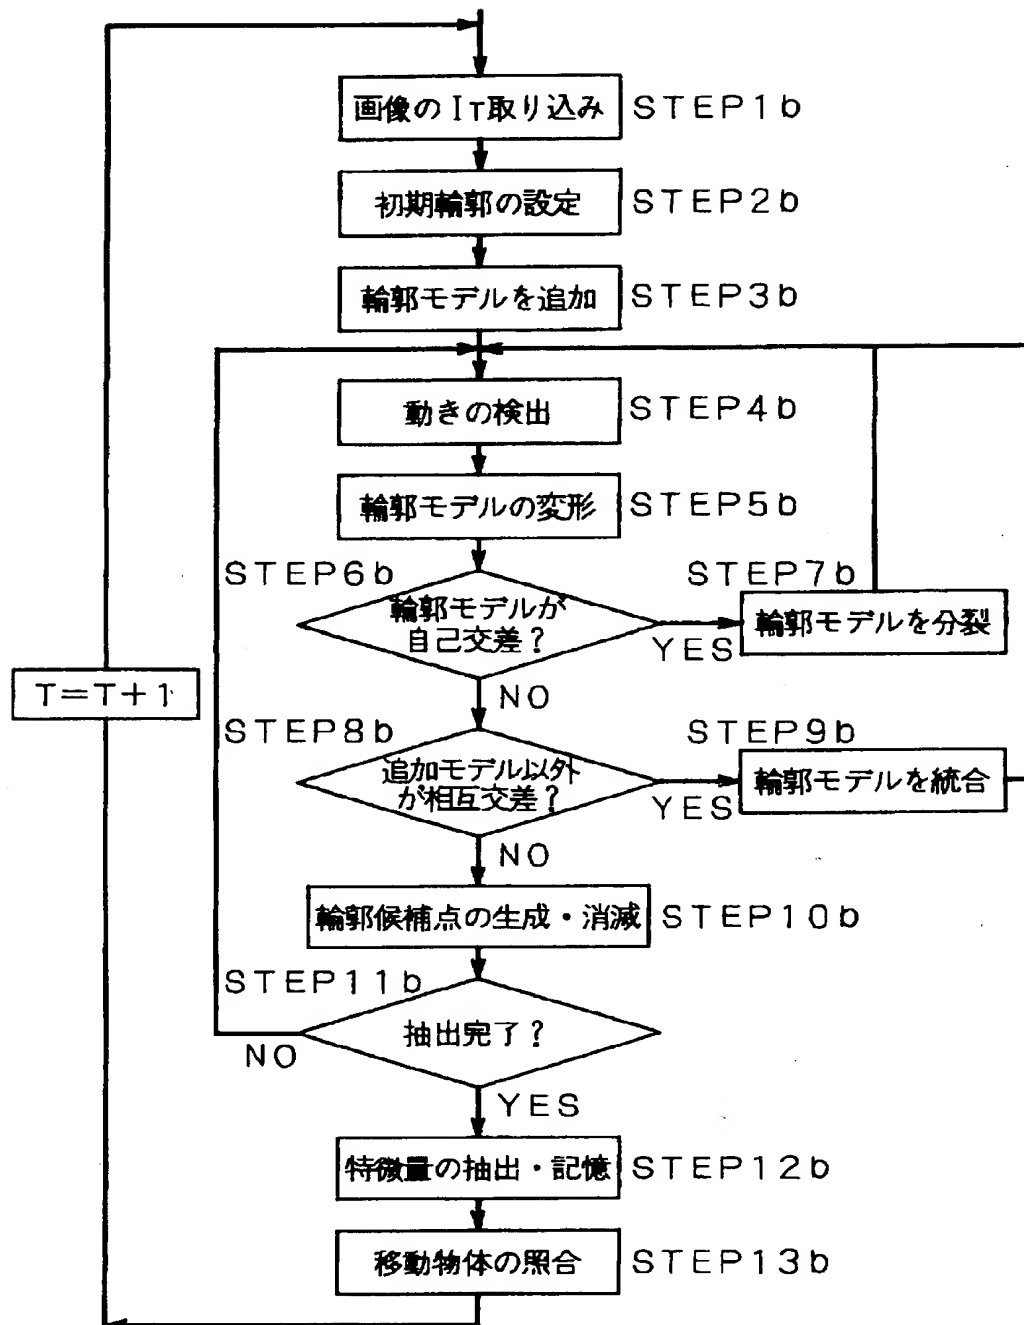 画像のIT取り込み STEP1b
初期輪郭の設定 STEP2b
輪郭モデルを追加 STEP3b
動きの検出 STEP4b
輪郭モデルの変形 STEP5b
STEP6b
輪郭モデルが
自己交差?
YES
NO
STEP7b
輪郭モデルを分裂
T=T+1
STEP8b
追加モデル以外
が相互交差?
YES
NO
STEP9b
輪郭モデルを統合
輪郭候補点の生成・消滅 STEP10b
STEP11b
抽出完了?
NO
YES
特徴量の抽出・記憶 STEP12b
移動物体の照合 STEP13b